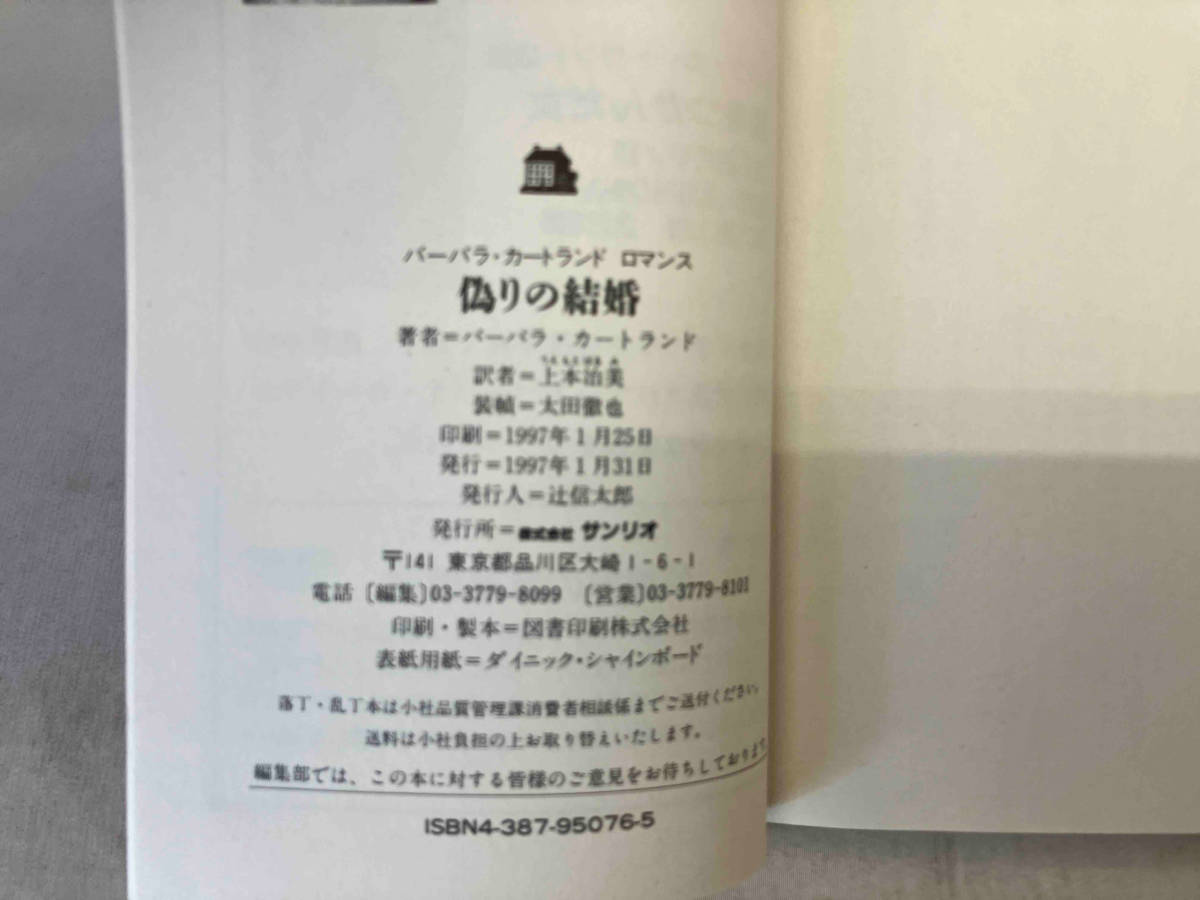 バーバラ・カートランド ロマンス
偽りの結婚
著者＝バーバラ・カートランド
訳者＝上本治美
装幀＝太田徹也
印刷＝1997年1月25日
発行＝1997年1月31日
発行人＝辻信太郎
発行所＝株式会社 サンリオ
〒141 東京都品川区大崎1-6-1
電話〔編集〕03-3779-8099 〔営業〕03-3779-8101
印刷・製本＝図書印刷株式会社
表紙用紙＝ダイニック・シャインボード
落丁・乱丁本は小社品質管理課消費者相談係までご送付ください。
送料は小社負担の上お取り替えいたします。
編集部では、この本に対する皆様のご意見をお待ちしております
ISBN4-387-95076-5